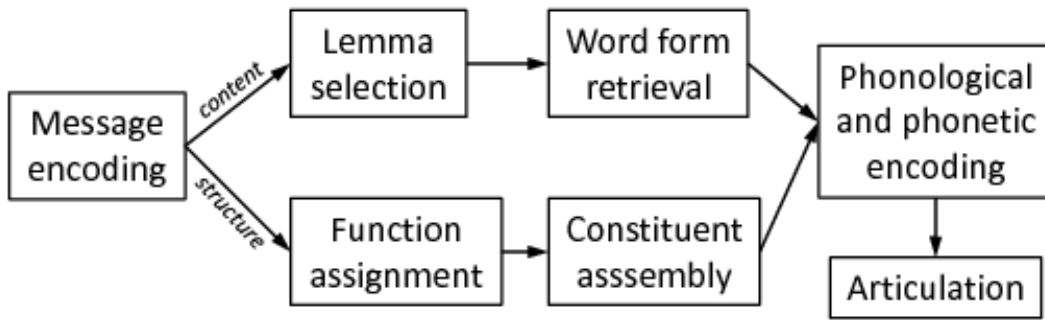 Message
encoding
content
structure
Lemma
selection
Word form
retrieval
Function
assignment
Constituent
asssembly
Phonological
and phonetic
encoding
Articulation